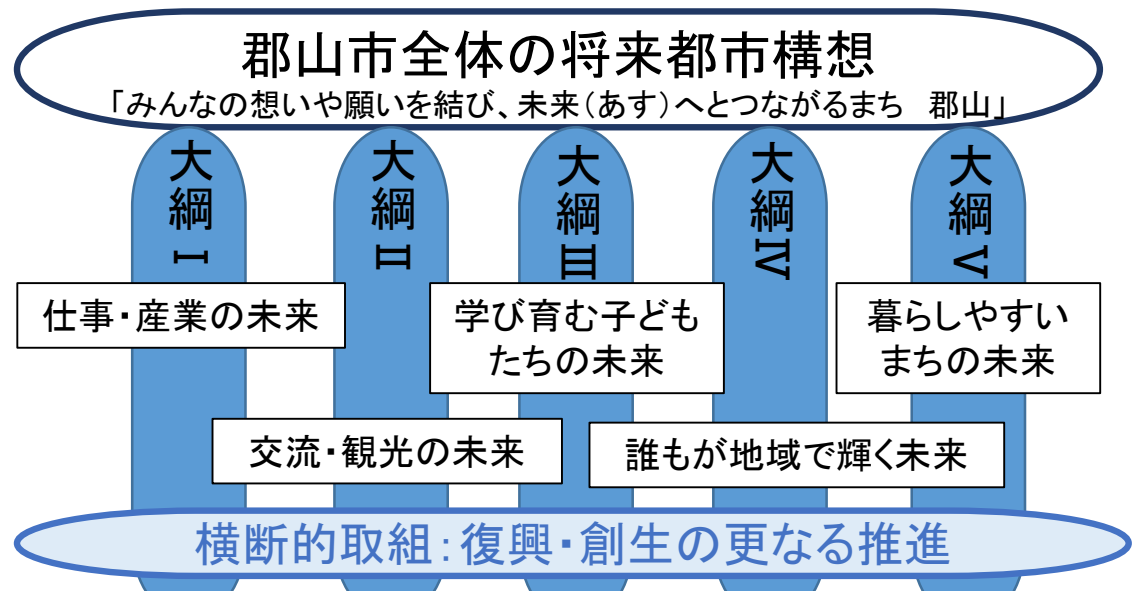 郡山市全体の将来都市構想
「みんなの想いや願いを結び、未来(あす)へとつながるまち　郡山」
大綱Ⅰ
大綱Ⅱ
大綱Ⅲ
大綱Ⅳ
大綱Ⅴ
仕事・産業の未来
学び育む子ども
たちの未来
暮らしやすい
まちの未来
交流・観光の未来
誰もが地域で輝く未来
横断的取組:復興・創生の更なる推進